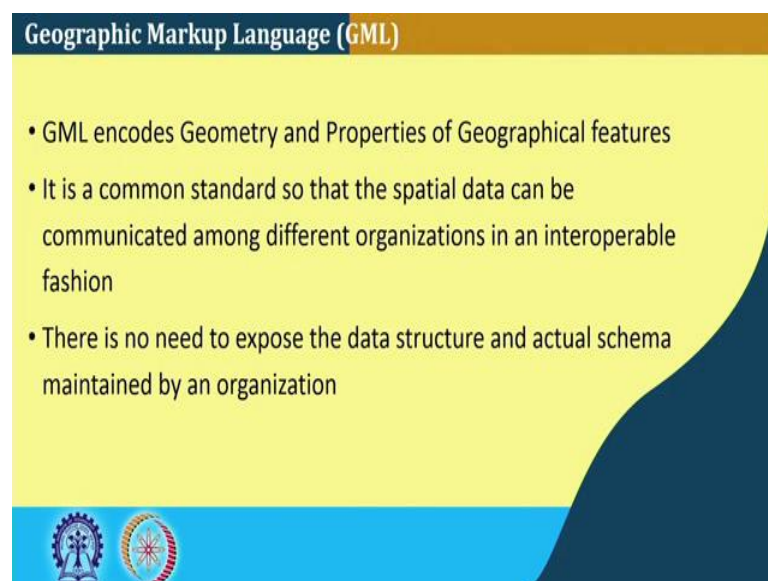 Geographic Markup Language (GML)
• GML encodes Geometry and Properties of Geographical features
• It is a common standard so that the spatial data can be
communicated among different organizations in an interoperable
fashion
• There is no need to expose the data structure and actual schema
maintained by an organization